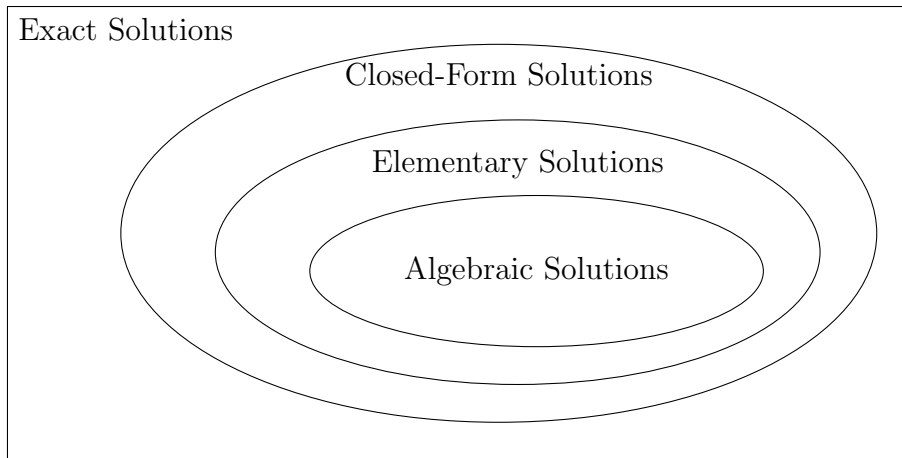 Exact Solutions
Closed-Form Solutions
Elementary Solutions
Algebraic Solutions